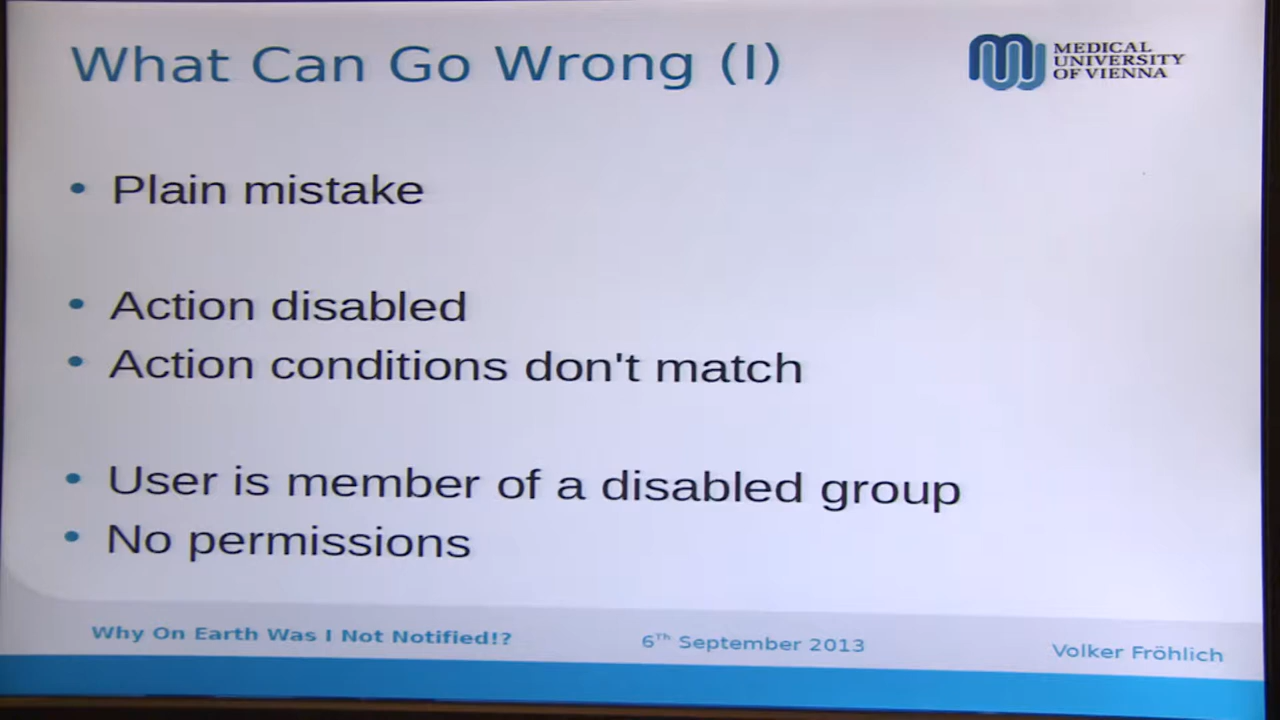 What Can Go Wrong (I)
MEDICAL
UNIVERSITY
OF VIENNA
• Plain mistake
• Action disabled
• Action conditions don't match
• User is member of a disabled group
• No permissions
Why On Earth Was I Not Notified!?
6Th September 2013
Volker Fröhlich